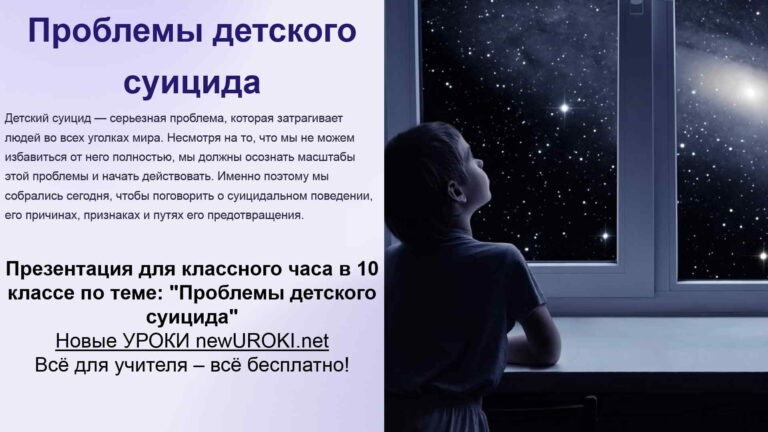 Проблемы детского
суицида
Детский суицид — серьезная проблема, которая затрагивает
людей во всех уголках мира. Несмотря на то, что мы не можем
избавиться от него полностью, мы должны осознать масштабы
этой проблемы и начать действовать. Именно поэтому мы
собрались сегодня, чтобы поговорить о суицидальном поведении,
его причинах, признаках и путях его предотвращения.
Презентация для классного часа в 10
классе по теме: "Проблемы детского
суицида"
Новые УРОКИ newUROKI.net
Всё для учителя – всё бесплатно!